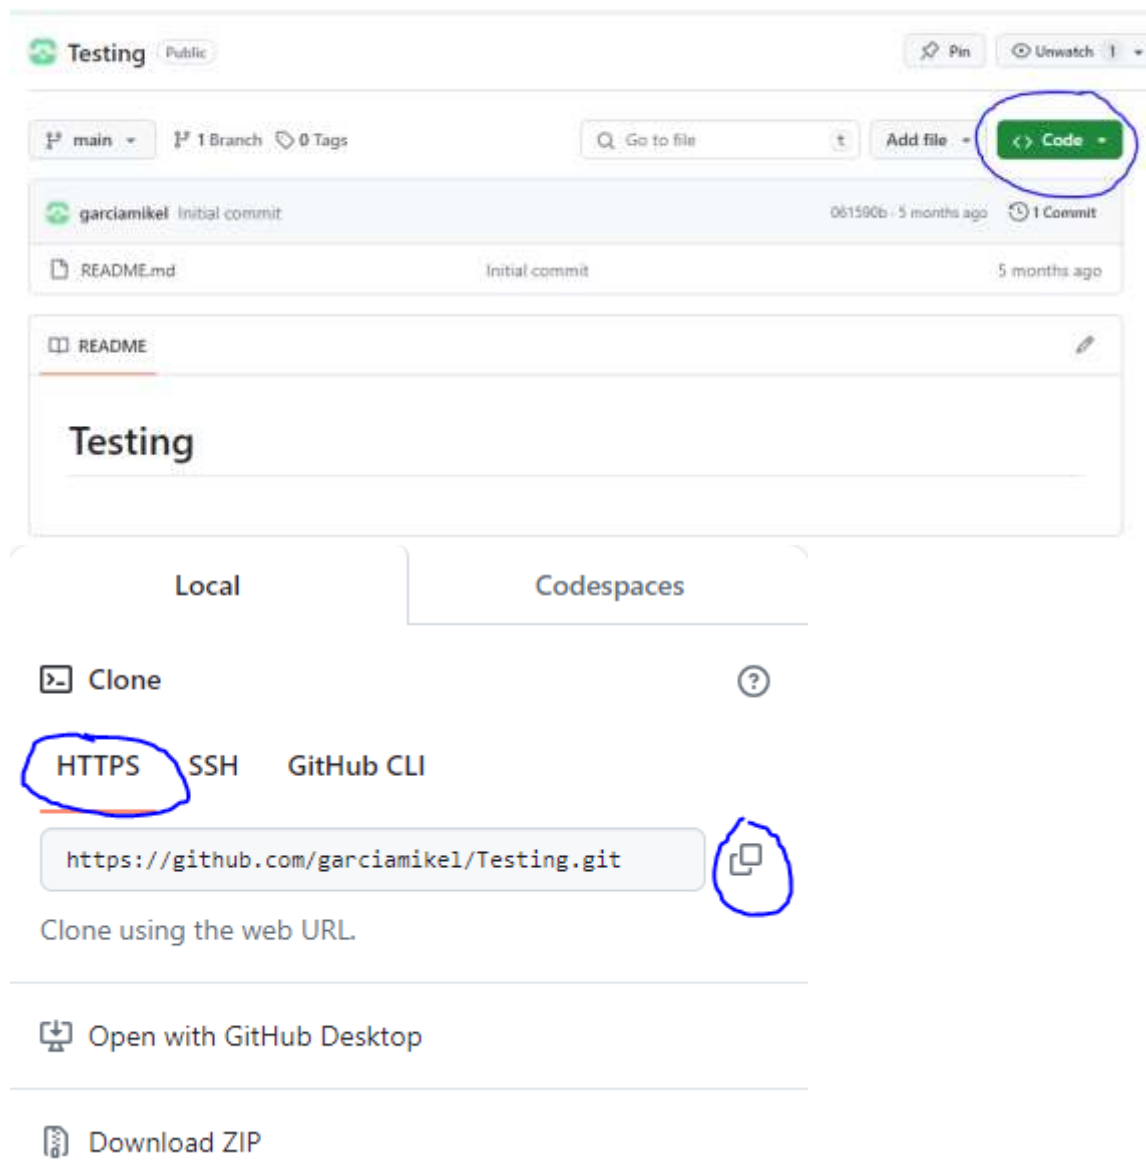 Testing Public Pin Unwatch 1
main 1 Branch 0 Tags Go to file t Add file <> Code
garciamikel Initial commit 061590b · 5 months ago 1 Commit
README.md Initial commit 5 months ago
README
Testing
Local Codespaces
Clone
HTTPS SSH GitHub CLI
https://github.com/garciamikel/Testing.git
Clone using the web URL.
Open with GitHub Desktop
Download ZIP